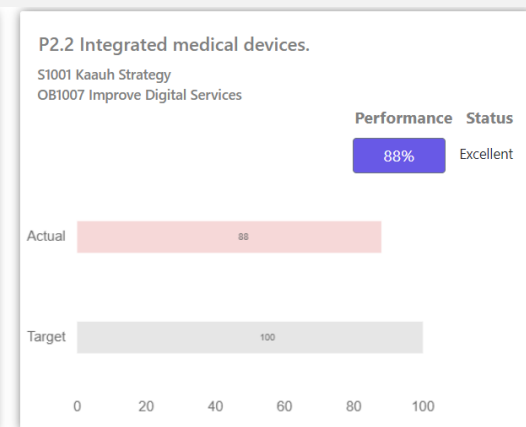 P2.2 Integrated medical devices.
S1001 Kaauh Strategy
OB1007 Improve Digital Services
Performance Status
88% Excellent
Actual 88
Target 100
0 20 40 60 80 100